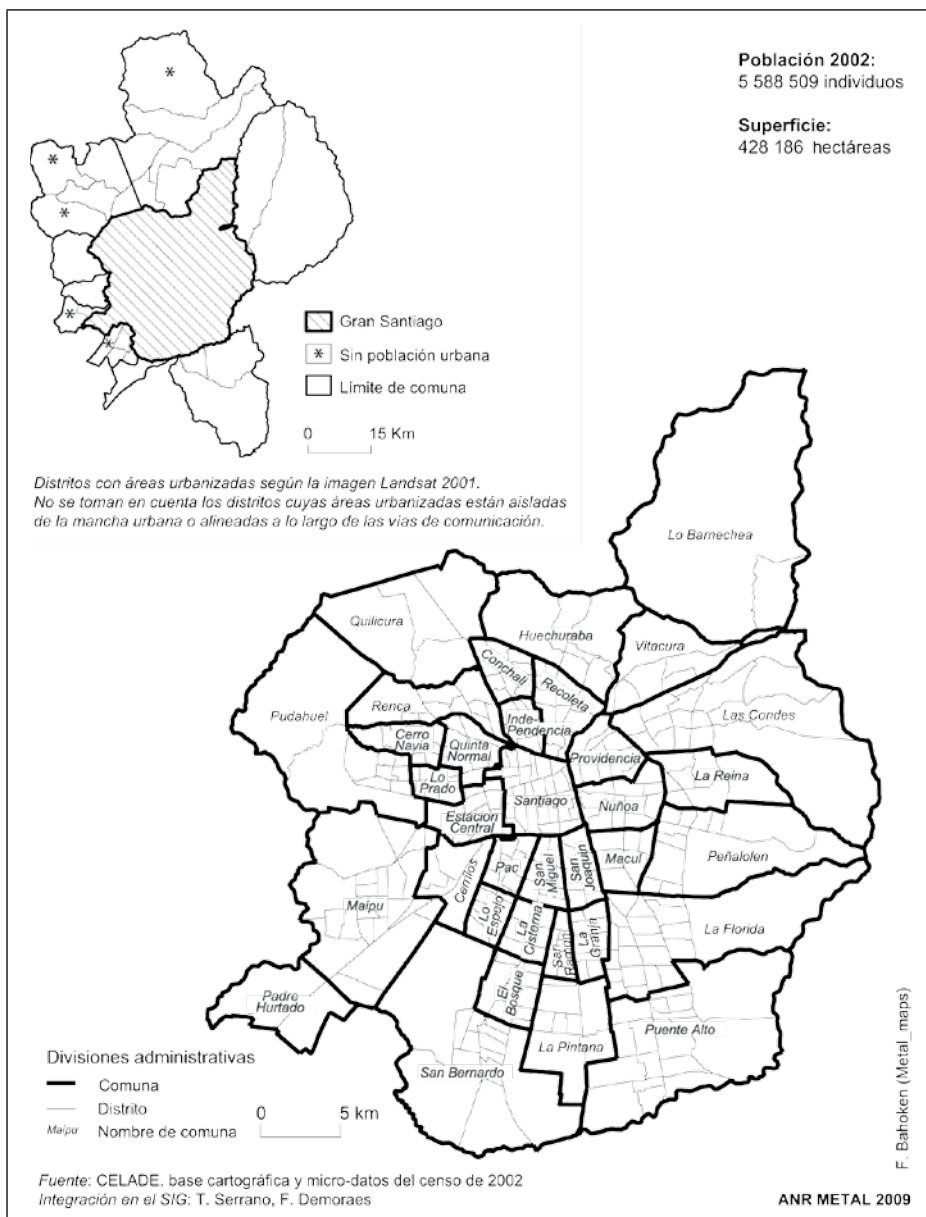 Población 2002:
5 588 509 individuos
Superficie:
428 186 hectáreas
*
*
*
*
*
Gran Santiago
* Sin población urbana
Límite de comuna
0 15 Km
Distritos con áreas urbanizadas según la imagen Landsat 2001.
No se toman en cuenta los distritos cuyas áreas urbanizadas están aisladas
de la mancha urbana o alineadas a lo largo de las vías de comunicación.
Lo Barnechea
Quilicura
Huechuraba
Vitacura
Conchali
Recoleta
Renca
Inde-
Pendencia
Pudahuel
Las Condes
Cerro
Navia
Quinta
Normal
Providencia
La Reina
Lo
Prado
Santiago
Nuñoa
Estacion
Central
Peñalolen
Macul
Cerrilos
Pac
San
Miguel
San
Joaquin
Maipu
Lo
Espejo
La
Cisterna
San
Ramon
La
Granja
La Florida
Padre
Hurtado
El
Bosque
Puente Alto
La Pintana
San Bernardo
Divisiones administrativas
Comuna
Distrito
Maipu Nombre de comuna
0 5 km
F. Bahoken (Metal_maps)
Fuente: CELADE, base cartográfica y micro-datos del censo de 2002
Integración en el SIG: T. Serrano, F. Demoraes
ANR METAL 2009